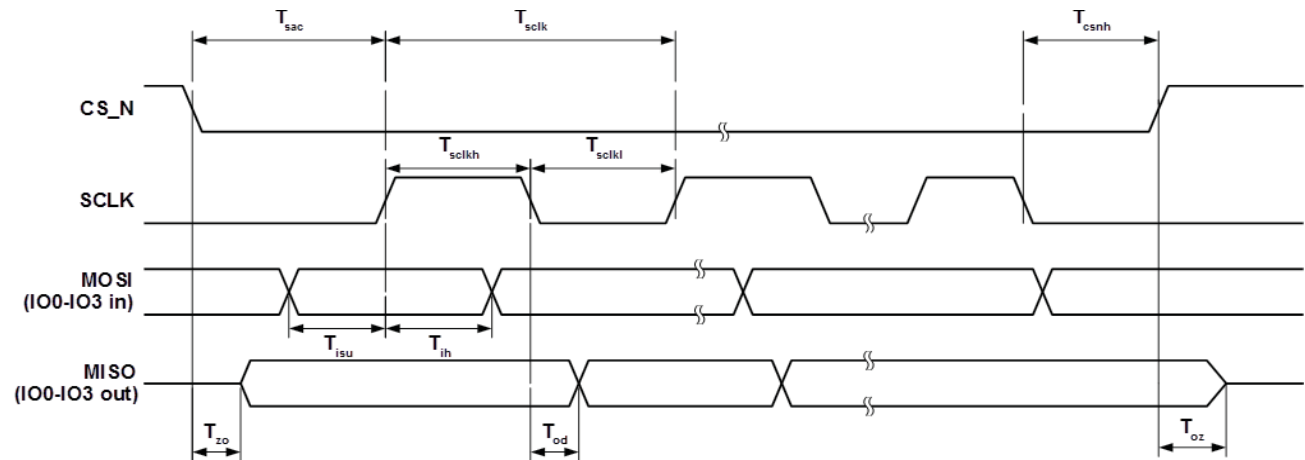 Tsac Tsclk Tcsnh
CS_N
Tsclkh Tsclkl
SCLK
MOSI
(IO0-IO3 in)
Tisu Tih
MISO
(IO0-IO3 out)
Tzo Tod Toz